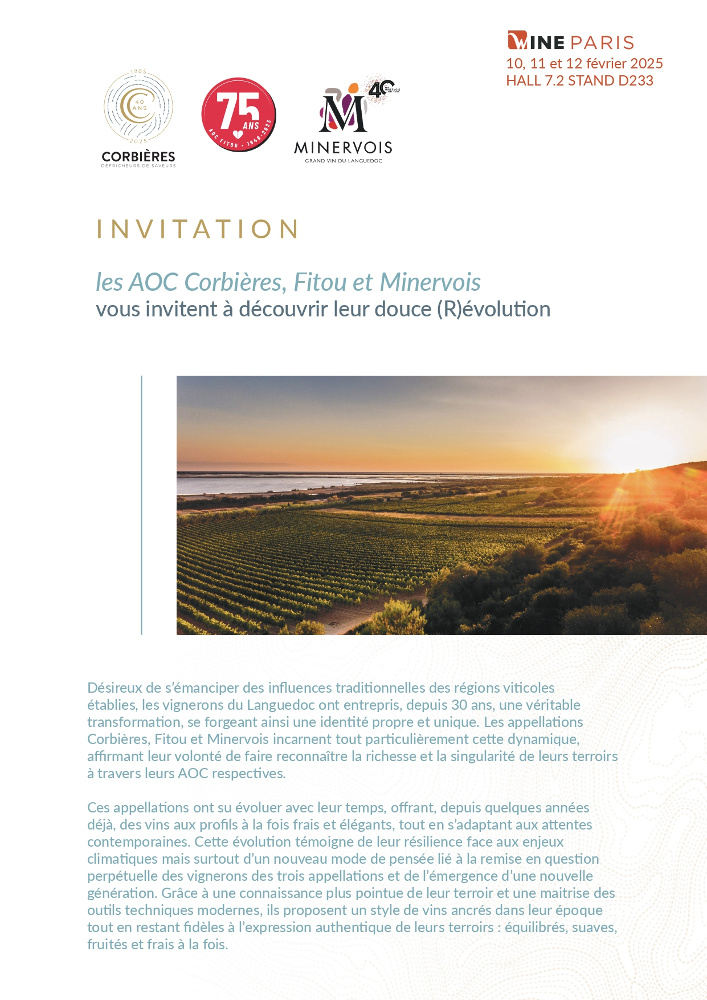 WINE PARIS
10, 11 et 12 février 2025
HALL 7.2 STAND D233
1985
40
ANS
2025
CORBIÈRES
DÉFRICHEURS DE SAVEURS
75
ANS
AOC FITOU • 1948-2023
M
40
MINERVOIS
MINERVOIS
GRAND VIN DU LANGUEDOC
INVITATION
les AOC Corbières, Fitou et Minervois
vous invitent à découvrir leur douce (R)évolution
Désireux de s’émanciper des influences traditionnelles des régions viticoles
établies, les vignerons du Languedoc ont entrepris, depuis 30 ans, une véritable
transformation, se forgeant ainsi une identité propre et unique. Les appellations
Corbières, Fitou et Minervois incarnent tout particulièrement cette dynamique,
affirmant leur volonté de faire reconnaître la richesse et la singularité de leurs terroirs
à travers leurs AOC respectives.
Ces appellations ont su évoluer avec leur temps, offrant, depuis quelques années
déjà, des vins aux profils à la fois frais et élégants, tout en s’adaptant aux attentes
contemporaines. Cette évolution témoigne de leur résilience face aux enjeux
climatiques mais surtout d’un nouveau mode de pensée lié à la remise en question
perpétuelle des vignerons des trois appellations et de l’émergence d’une nouvelle
génération. Grâce à une connaissance plus pointue de leur terroir et une maitrise des
outils techniques modernes, ils proposent un style de vins ancrés dans leur époque
tout en restant fidèles à l’expression authentique de leurs terroirs : équilibrés, suaves,
fruités et frais à la fois.